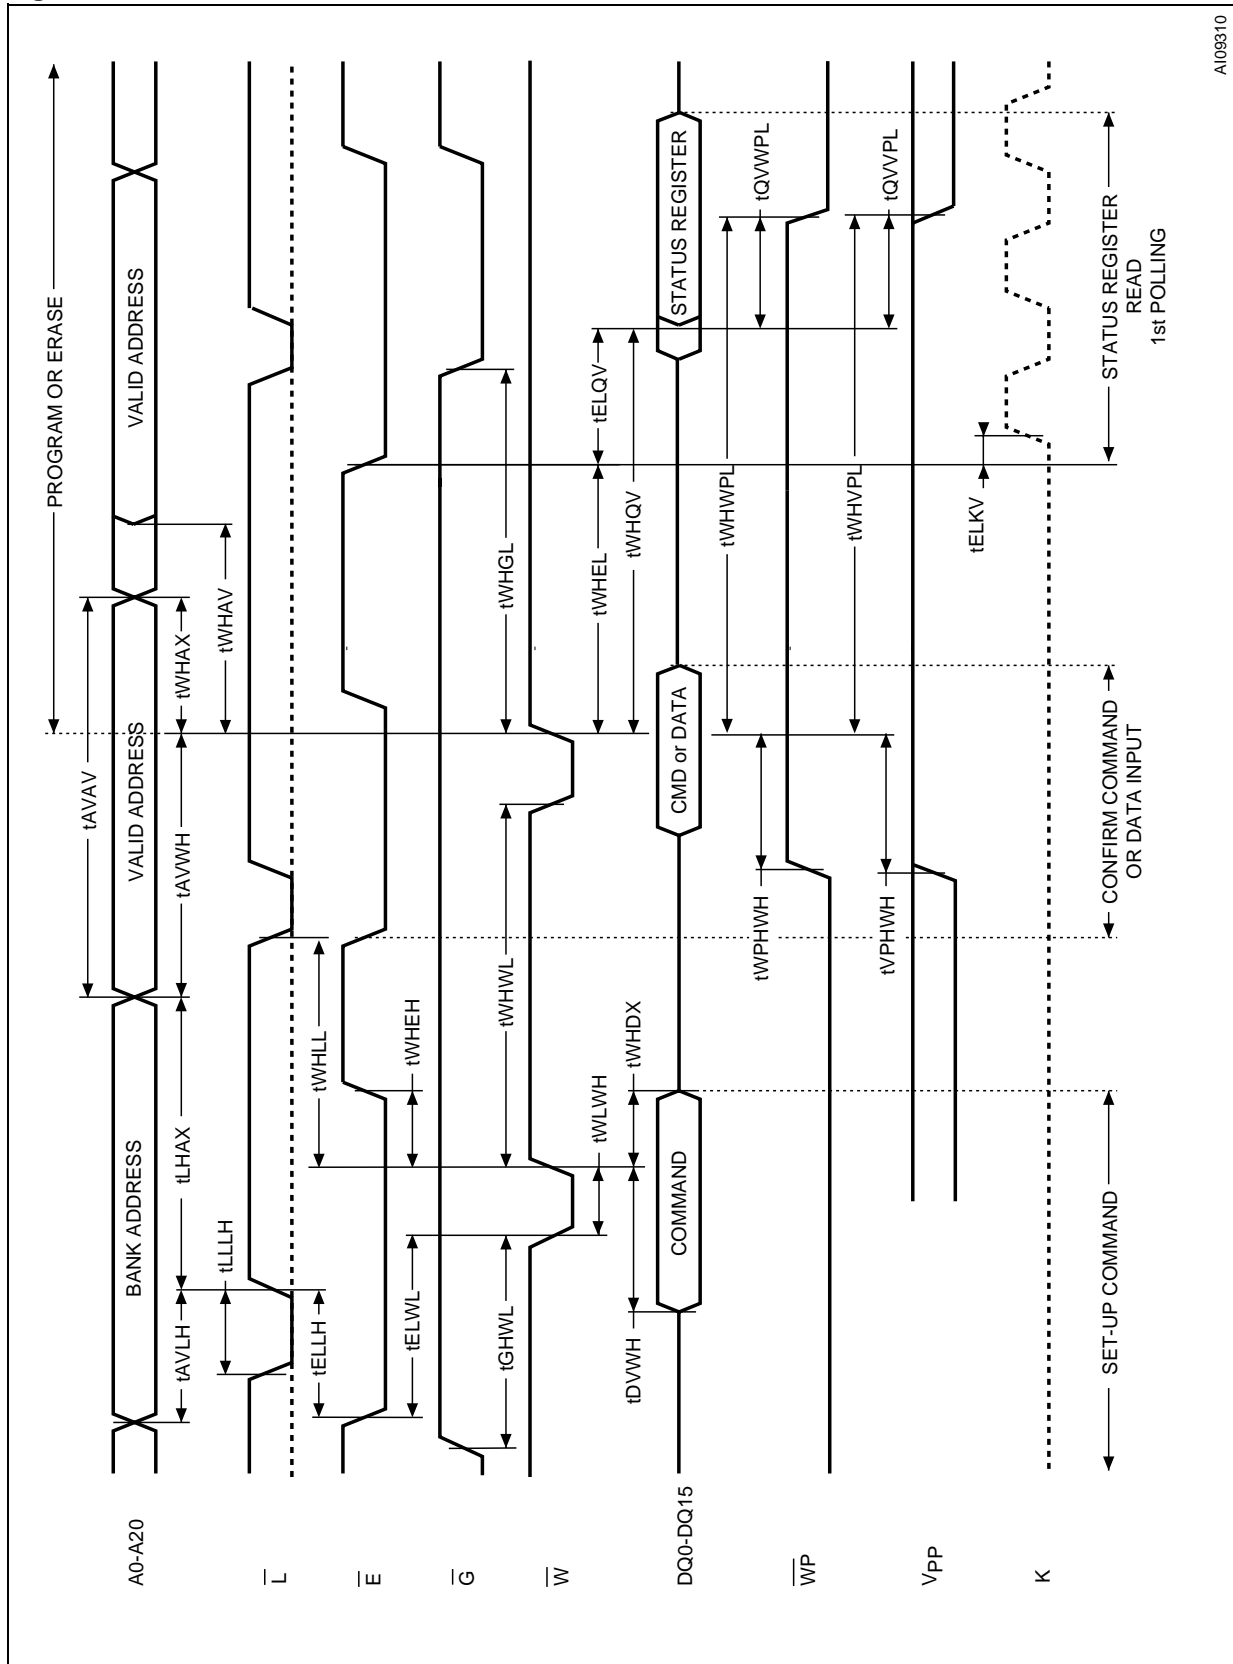 AI09310
PROGRAM OR ERASE
tAVAV
A0-A20
BANK ADDRESS
VALID ADDRESS
VALID ADDRESS
tAVLH
tLHAX
tAVWH
tWHAX
tLLLH
tWHAV
L
tELLH
tWHLL
E
tELWL
tWHEH
G
tGHWL
tWHWL
tWHGL
W
tWLWH
tWHEL
tELQV
tDVWH
tWHDX
tWHQV
DQ0-DQ15
COMMAND
CMD or DATA
STATUS REGISTER
tWHWPL
tWPHWH
tQVWPL
WP
tWHVPL
tVPHWH
tQVVPL
VPP
tELKV
K
SET-UP COMMAND
CONFIRM COMMAND
OR DATA INPUT
STATUS REGISTER
READ
1st POLLING